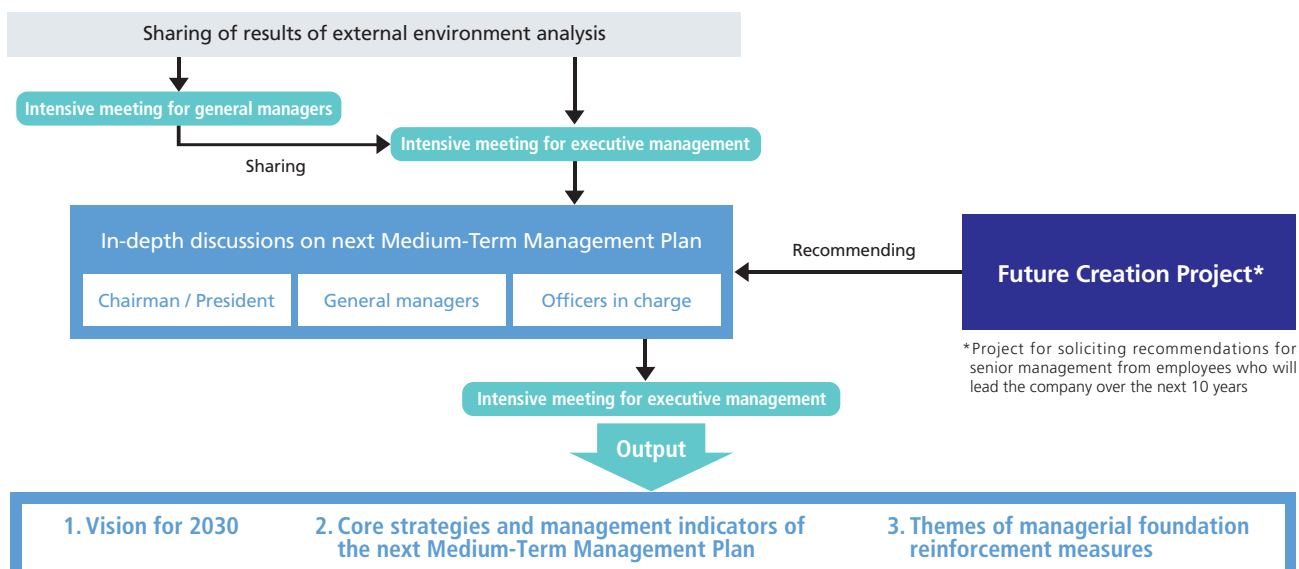 Sharing of results of external environment analysis
Intensive meeting for general managers
Intensive meeting for executive management
Sharing
In-depth discussions on next Medium-Term Management Plan
Chairman / President
General managers
Officers in charge
Recommending
Future Creation Project*
*Project for soliciting recommendations for
senior management from employees who will
lead the company over the next 10 years
Intensive meeting for executive management
Output
1. Vision for 2030
2. Core strategies and management indicators of
the next Medium-Term Management Plan
3. Themes of managerial foundation
reinforcement measures